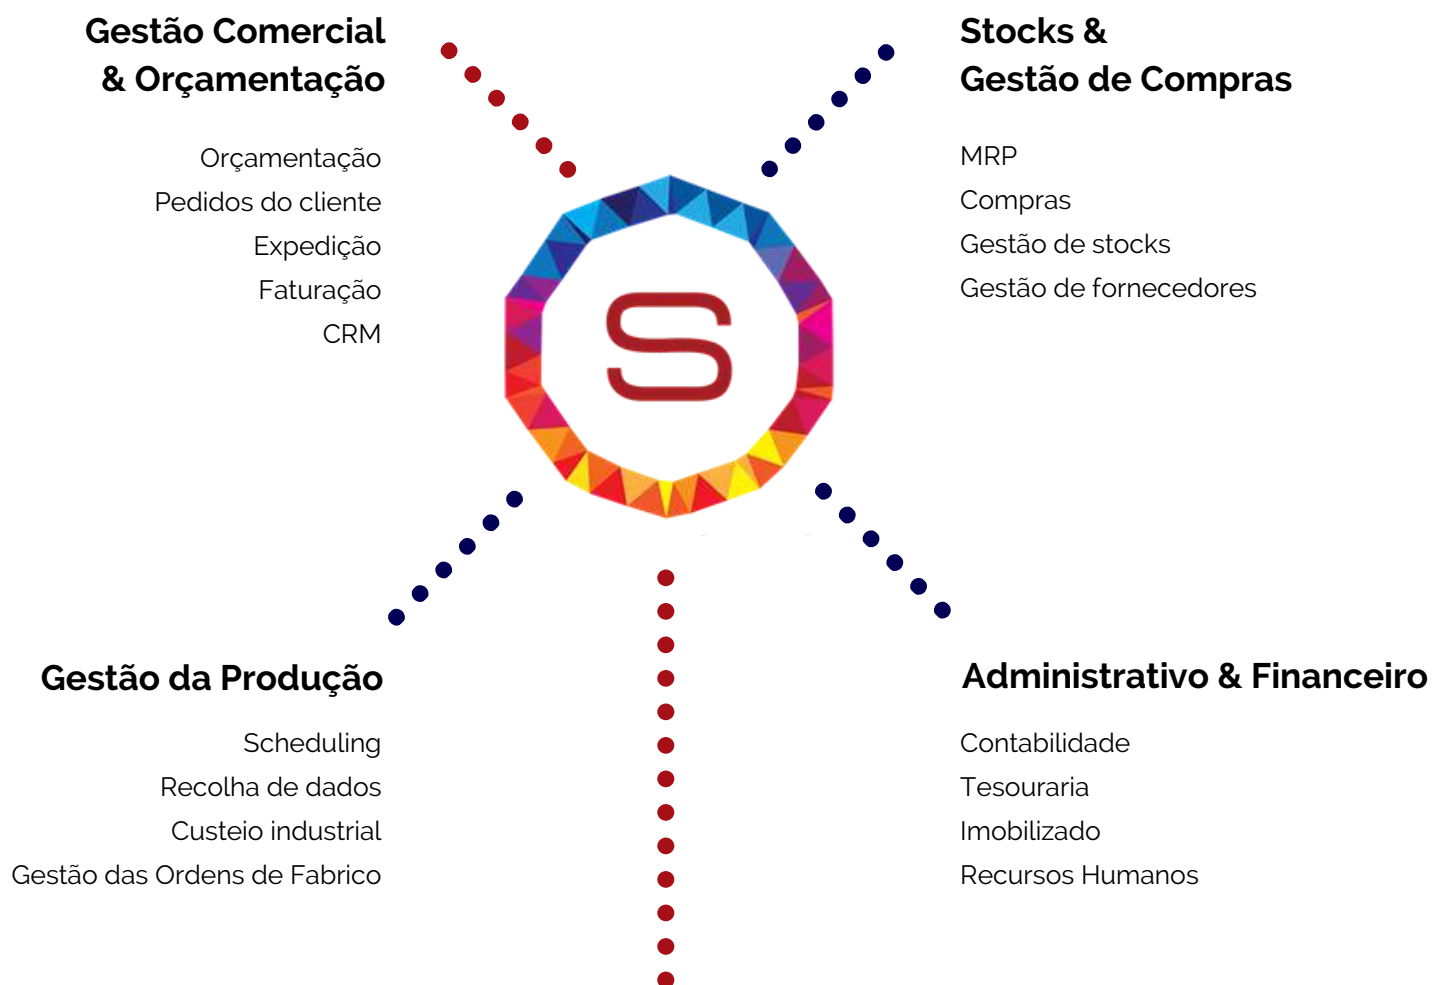 Gestão Comercial
& Orçamentação
Orçamentação
Pedidos do cliente
Expedição
Faturação
CRM
Stocks &
Gestão de Compras
MRP
Compras
Gestão de stocks
Gestão de fornecedores
S
Gestão da Produção
Scheduling
Recolha de dados
Custeio industrial
Gestão das Ordens de Fabrico
Administrativo & Financeiro
Contabilidade
Tesouraria
Imobilizado
Recursos Humanos